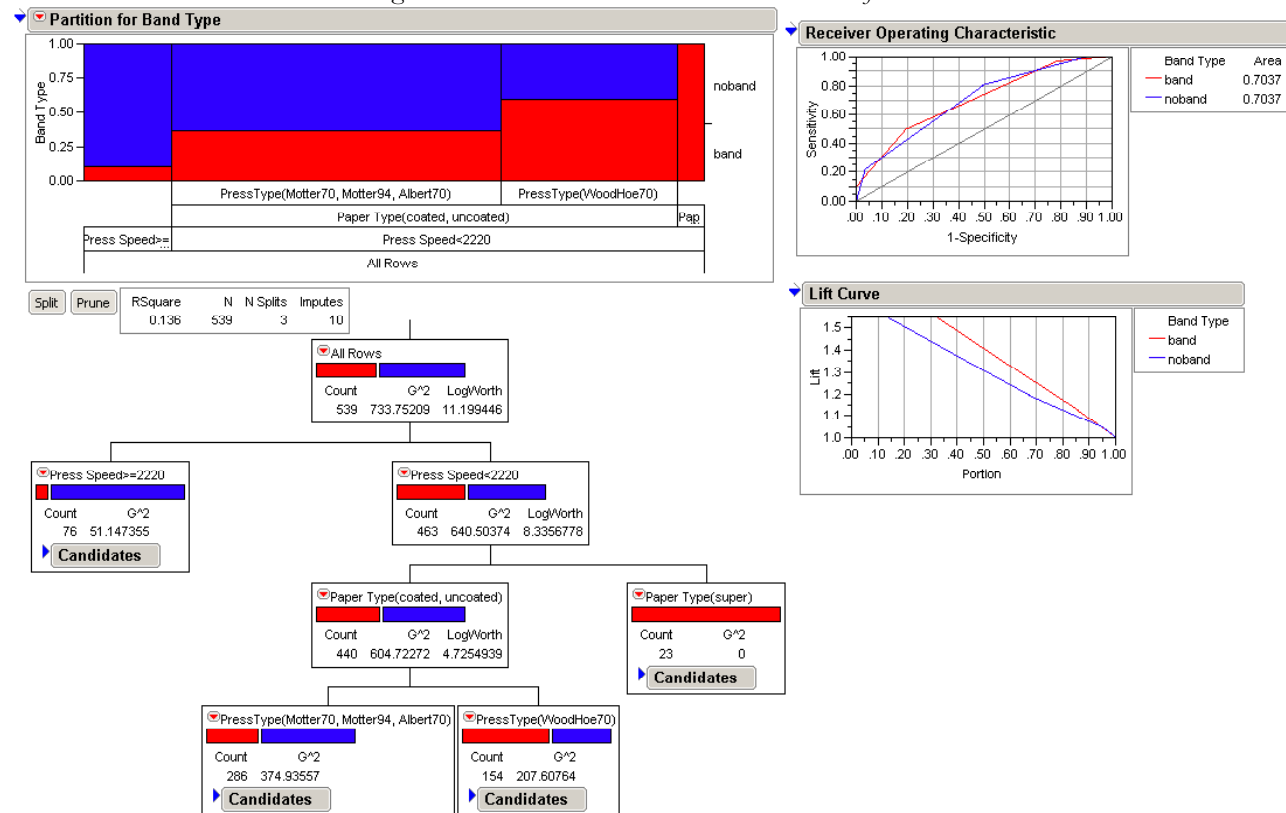 Partition for Band Type
1.00
0.75
0.50
0.25
0.00
Band Type
noband
band
PressType(Motter70, Motter94, Albert70)
PressType(WoodHoe70)
Paper Type(coated, uncoated)
Pap
Press Speed>=
Press Speed<2220
All Rows
Split
Prune
RSquare N N Splits Imputes
0.136 539 3 10
All Rows
Count G^2 LogWorth
539 733.75209 11.199446
Press Speed>=2220
Count G^2
76 51.147355
Candidates
Press Speed<2220
Count G^2 LogWorth
463 640.50374 8.3356778
Paper Type(coated, uncoated)
Count G^2 LogWorth
440 604.72272 4.7254939
Paper Type(super)
Count G^2
23 0
Candidates
PressType(Motter70, Motter94, Albert70)
Count G^2
286 374.93557
Candidates
PressType(WoodHoe70)
Count G^2
154 207.60764
Candidates
Receiver Operating Characteristic
1.00
0.80
0.60
0.40
0.20
0.00
Sensitivity
.00 .10 .20 .30 .40 .50 .60 .70 .80 .90 1.00
1-Specificity
Band Type Area
band 0.7037
noband 0.7037
Lift Curve
1.5
1.4
1.3
1.2
1.1
1.0
Lift
.00 .10 .20 .30 .40 .50 .60 .70 .80 .90 1.00
Portion
Band Type
band
noband